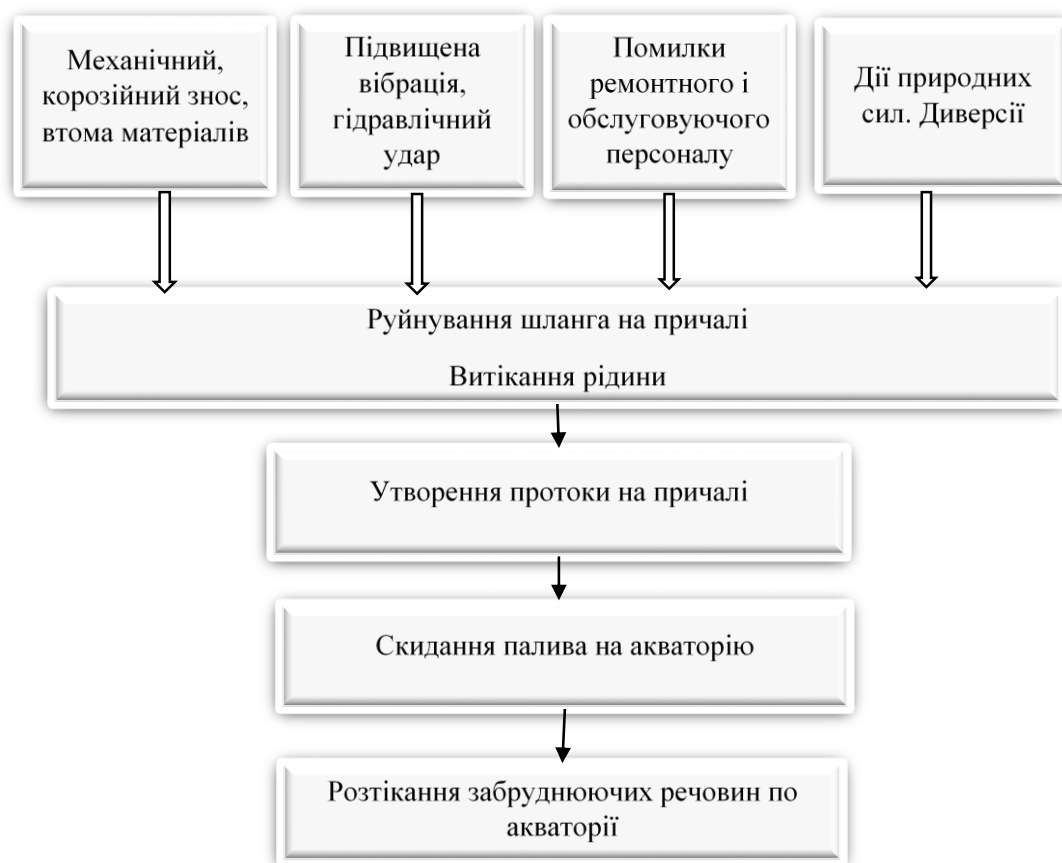 Механічний,
корозійний знос,
втома матеріалів
Підвищена
вібрація,
гідравлічний
удар
Помилки
ремонтного і
обслуговуючого
персоналу
Дії природних
сил. Диверсії
Руйнування шланга на причалі
Витікання рідини
Утворення протоки на причалі
Скидання палива на акваторію
Розтікання забруднюючих речовин по
акваторії